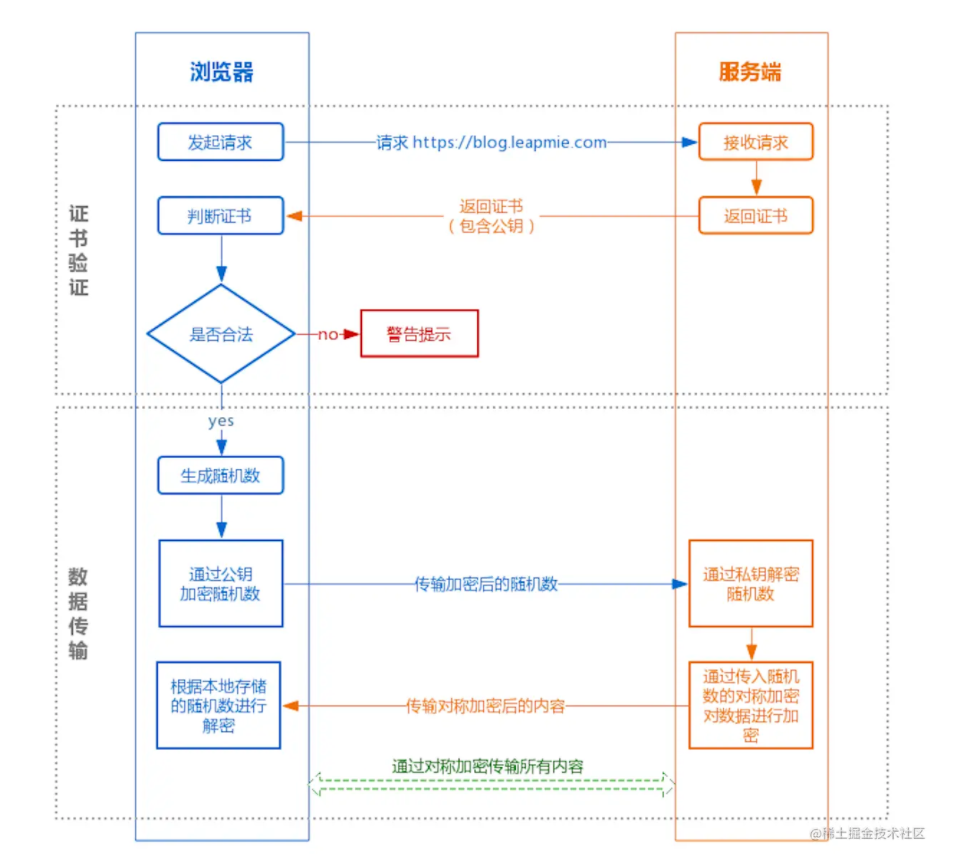 浏览器
服务端
证书验证
发起请求
请求 https://blog.leapmie.com
接收请求
判断证书
返回证书
（包含公钥）
返回证书
是否合法
no
警告提示
yes
数据传输
生成随机数
通过公钥
加密随机数
传输加密后的随机数
通过私钥解密
随机数
根据本地存储
的随机数进行
解密
传输对称加密后的内容
通过传入随机
数的对称加密
对数据进行加
密
通过对称加密传输所有内容
@稀土掘金技术社区